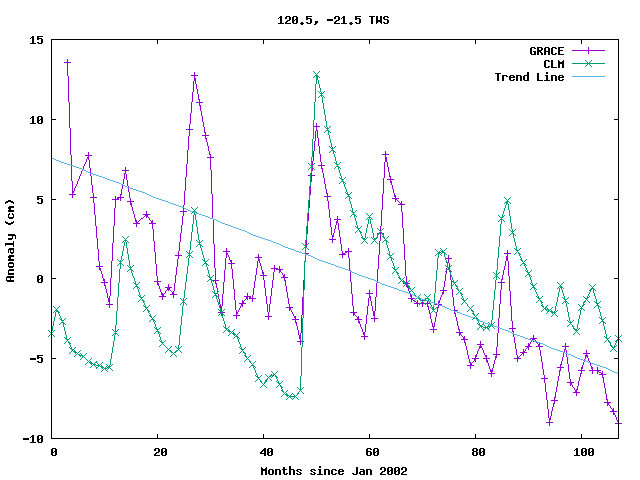 120.5, -21.5 TWS
GRACE
CLM
Trend Line
15
10
5
0
-5
-10
Anomaly (cm)
0 20 40 60 80 100
Months since Jan 2002